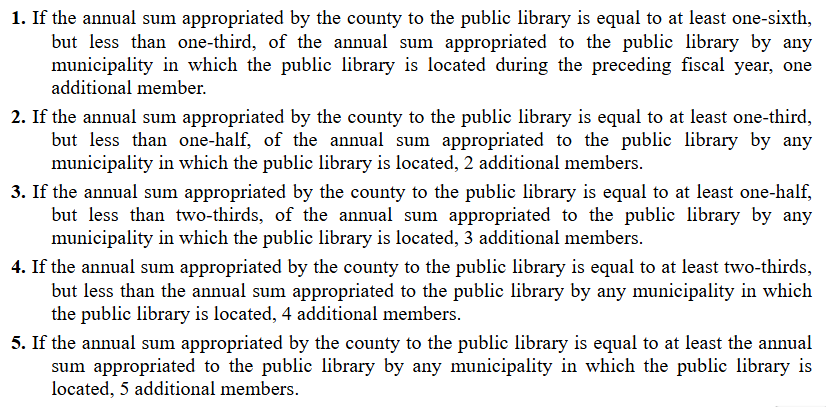 1. If the annual sum appropriated by the county to the public library is equal to at least one-sixth,
but less than one-third, of the annual sum appropriated to the public library by any
municipality in which the public library is located during the preceding fiscal year, one
additional member.
2. If the annual sum appropriated by the county to the public library is equal to at least one-third,
but less than one-half, of the annual sum appropriated to the public library by any
municipality in which the public library is located, 2 additional members.
3. If the annual sum appropriated by the county to the public library is equal to at least one-half,
but less than two-thirds, of the annual sum appropriated to the public library by any
municipality in which the public library is located, 3 additional members.
4. If the annual sum appropriated by the county to the public library is equal to at least two-thirds,
but less than the annual sum appropriated to the public library by any municipality in which
the public library is located, 4 additional members.
5. If the annual sum appropriated by the county to the public library is equal to at least the annual
sum appropriated to the public library by any municipality in which the public library is
located, 5 additional members.